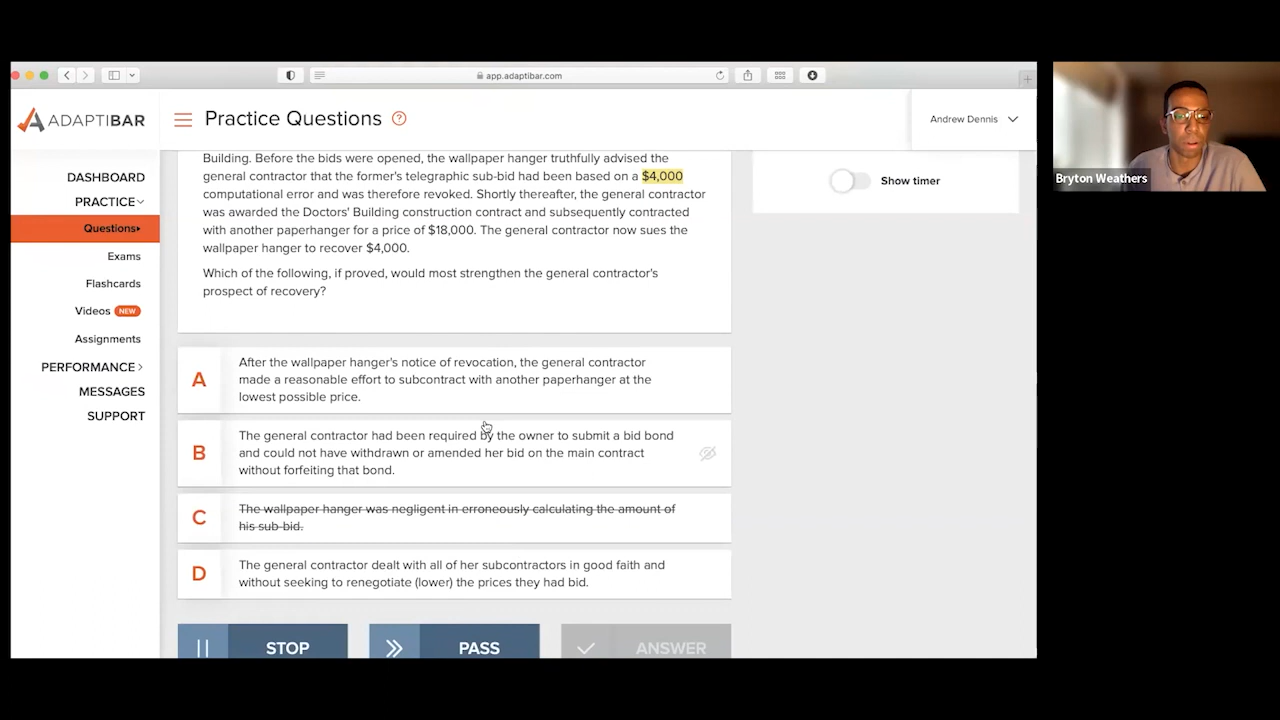 app.adaptibar.com
ADAPTIBAR
Practice Questions ?
Andrew Dennis
Bryton Weathers
DASHBOARD
PRACTICE
Questions
Exams
Flashcards
Videos NEW
Assignments
PERFORMANCE
MESSAGES
SUPPORT
Building. Before the bids were opened, the wallpaper hanger truthfully advised the
general contractor that the former's telegraphic sub-bid had been based on a $4,000
computational error and was therefore revoked. Shortly thereafter, the general contractor
was awarded the Doctors' Building construction contract and subsequently contracted
with another paperhanger for a price of $18,000. The general contractor now sues the
wallpaper hanger to recover $4,000.
Which of the following, if proved, would most strengthen the general contractor's
prospect of recovery?
Show timer
A
After the wallpaper hanger's notice of revocation, the general contractor
made a reasonable effort to subcontract with another paperhanger at the
lowest possible price.
B
The general contractor had been required by the owner to submit a bid bond
and could not have withdrawn or amended her bid on the main contract
without forfeiting that bond.
C
The wallpaper hanger was negligent in erroneously calculating the amount of
his sub-bid.
D
The general contractor dealt with all of her subcontractors in good faith and
without seeking to renegotiate (lower) the prices they had bid.
STOP
PASS
ANSWER